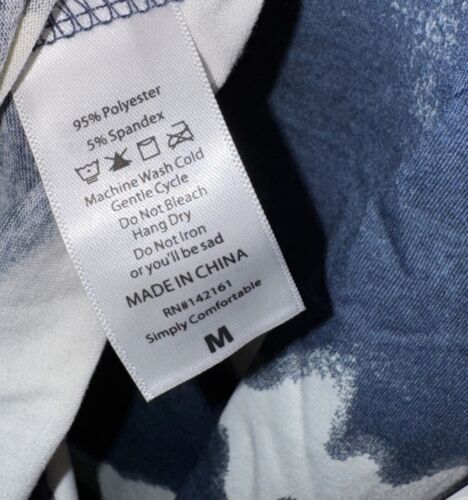 95% Polyester
5% Spandex
Machine Wash Cold
Gentle Cycle
Do Not Bleach
Hang Dry
Do Not Iron
or you'll be sad
MADE IN CHINA
RN#142161
Simply Comfortable
M